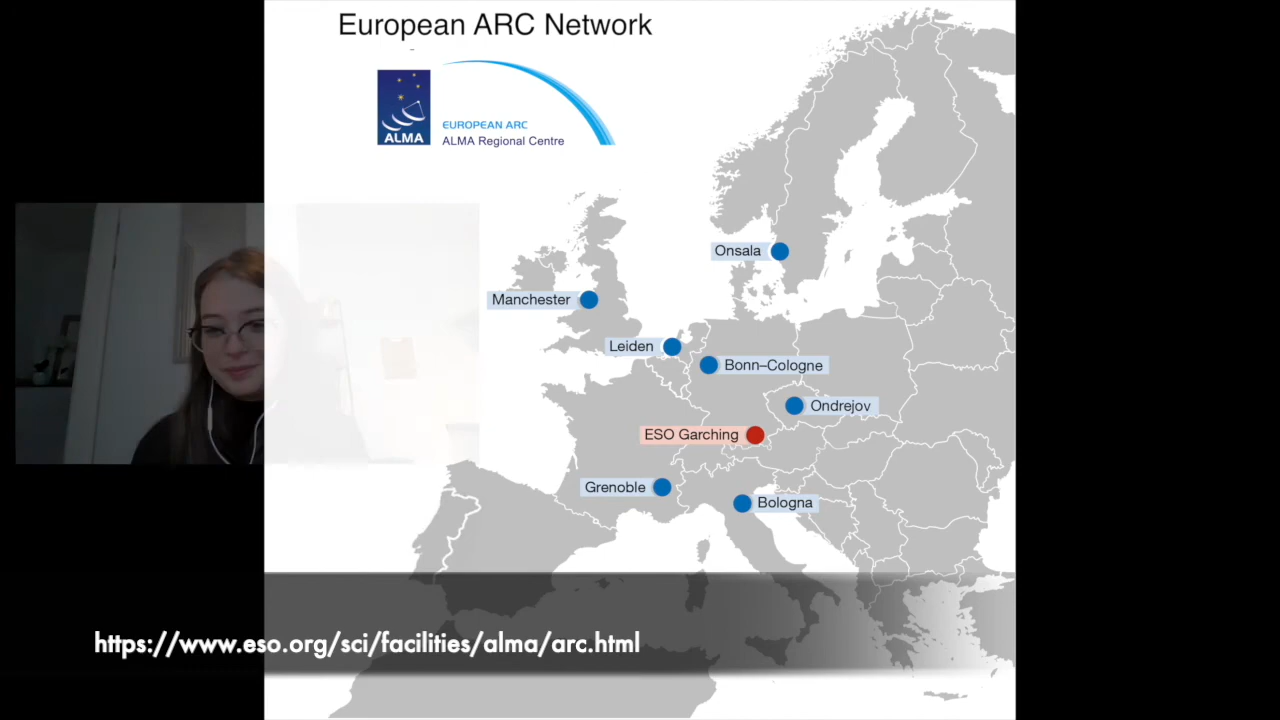 European ARC Network
ALMA
EUROPEAN ARC
ALMA Regional Centre
Onsala
Manchester
Leiden
Bonn–Cologne
Ondrejov
ESO Garching
Grenoble
Bologna
https://www.eso.org/sci/facilities/alma/arc.html